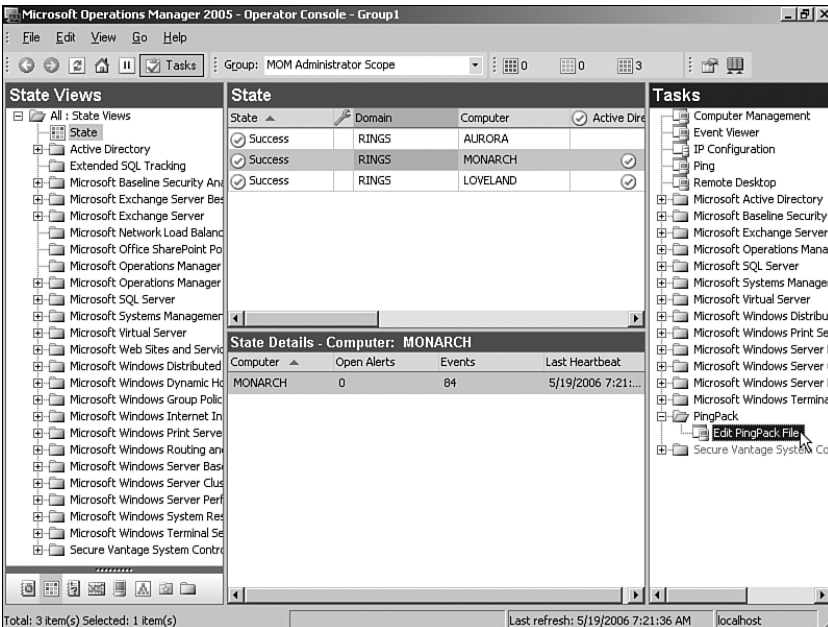 Microsoft Operations Manager 2005 - Operator Console - Group1
File Edit View Go Help
Tasks Group: MOM Administrator Scope 0 0 3
State Views
All : State Views
State
Active Directory
Extended SQL Tracking
Microsoft Baseline Security Ana
Microsoft Exchange Server Bes
Microsoft Exchange Server
Microsoft Network Load Balanc
Microsoft Office SharePoint Po
Microsoft Operations Manager
Microsoft Operations Manager
Microsoft SQL Server
Microsoft Systems Managemen
Microsoft Virtual Server
Microsoft Web Sites and Servic
Microsoft Windows Distributed
Microsoft Windows Dynamic Ho
Microsoft Windows Group Polic
Microsoft Windows Internet In
Microsoft Windows Print Serve
Microsoft Windows Routing an
Microsoft Windows Server Base
Microsoft Windows Server Clus
Microsoft Windows Server Perf
Microsoft Windows System Res
Microsoft Windows Terminal Se
Secure Vantage System Contro
State
State Domain Computer Active Dire
Success RINGS AURORA
Success RINGS MONARCH
Success RINGS LOVELAND
State Details - Computer: MONARCH
Computer Open Alerts Events Last Heartbeat
MONARCH 0 84 5/19/2006 7:21:...
Tasks
Computer Management
Event Viewer
IP Configuration
Ping
Remote Desktop
Microsoft Active Directory
Microsoft Baseline Security
Microsoft Exchange Server
Microsoft Operations Mana
Microsoft SQL Server
Microsoft Systems Manage
Microsoft Virtual Server
Microsoft Windows Distribu
Microsoft Windows Print Se
Microsoft Windows Server
Microsoft Windows Server
Microsoft Windows Server
Microsoft Windows Termina
PingPack
Edit PingPack File
Secure Vantage System Co
Total: 3 item(s) Selected: 1 item(s) Last refresh: 5/19/2006 7:21:36 AM localhost